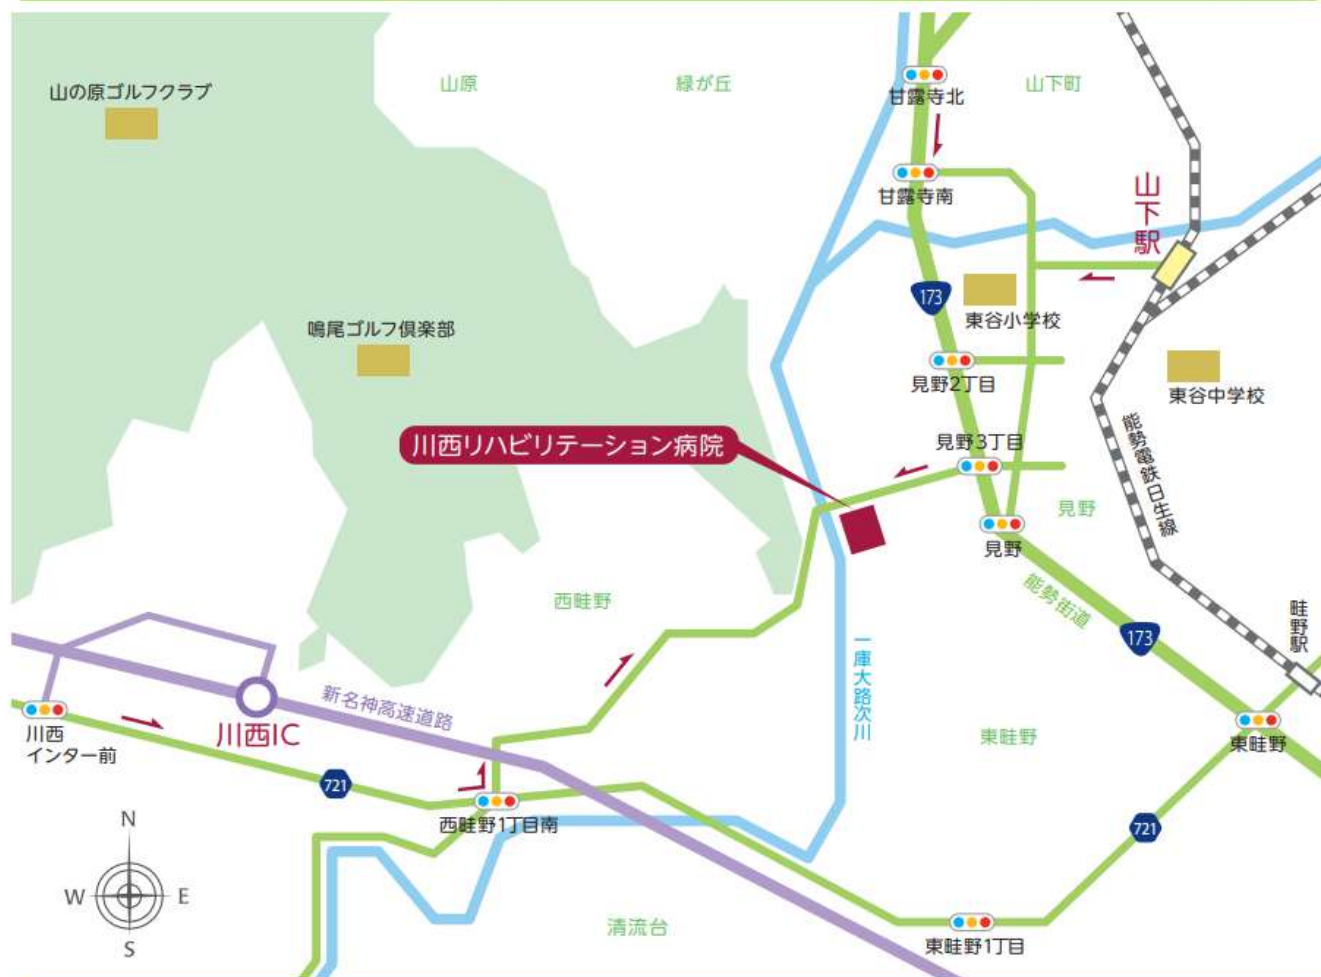 山の原ゴルフクラブ
山原
緑が丘
甘露寺北
山下町
甘露寺南
山下駅
173
東谷小学校
鳴尾ゴルフ倶楽部
見野2丁目
東谷中学校
川西リハビリテーション病院
見野3丁目
能勢電鉄日生線
見野
見野
西畦野
能勢街道
畦野駅
173
一庫大路次川
新名神高速道路
川西IC
川西
インター前
東畦野
東畦野
721
西畦野1丁目南
721
N
W
E
S
清流台
東畦野1丁目